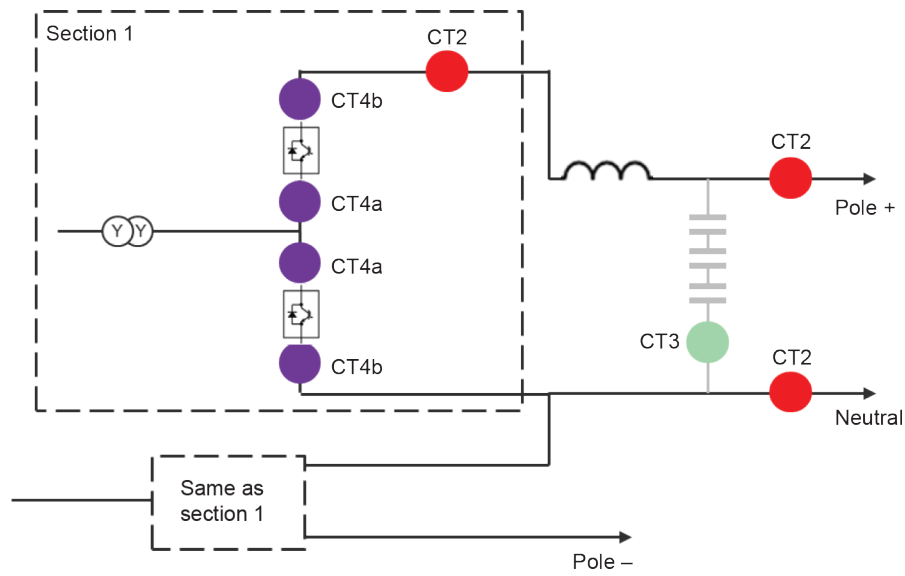 Section 1
CT2
CT4b
CT2
CT4a
Pole +
Y Y
CT4a
CT3
CT2
CT4b
Neutral
Same as
section 1
Pole –